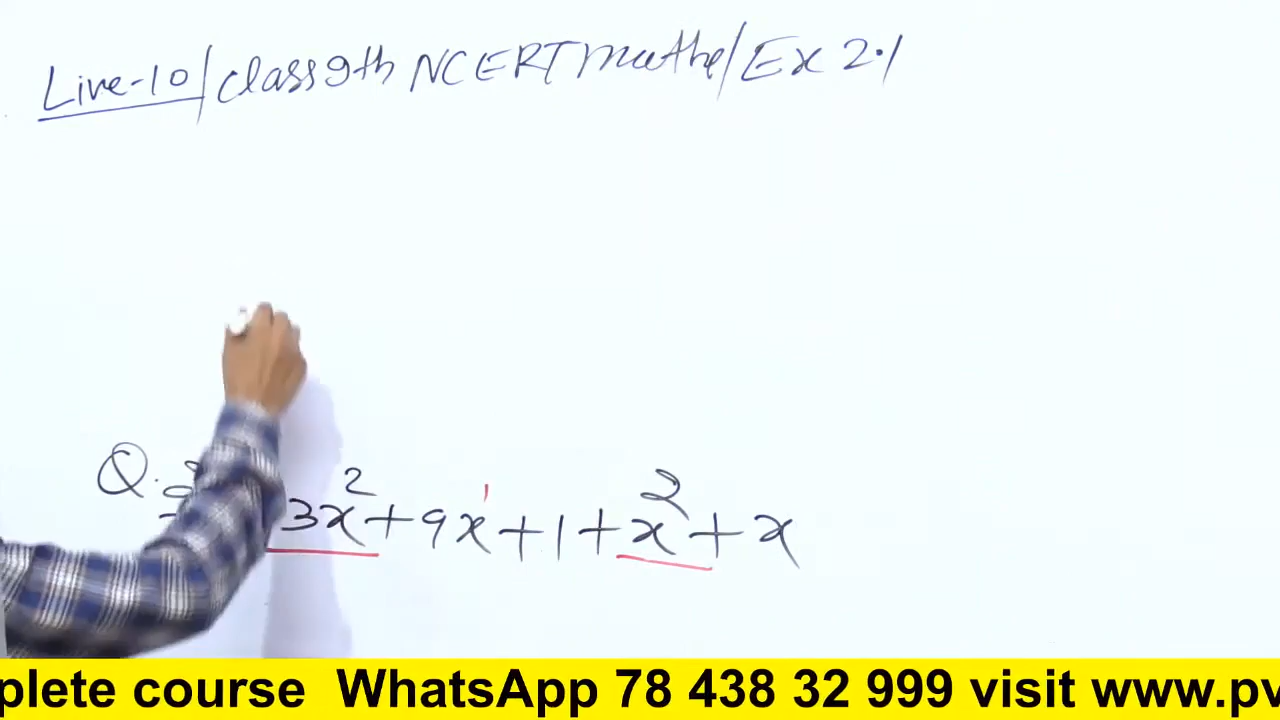 Live-10/class 9th NCERT maths/Ex 2.1
Q. 3x²+9x¹+1+x²+x
plete course WhatsApp 78 438 32 999 visit www.pv